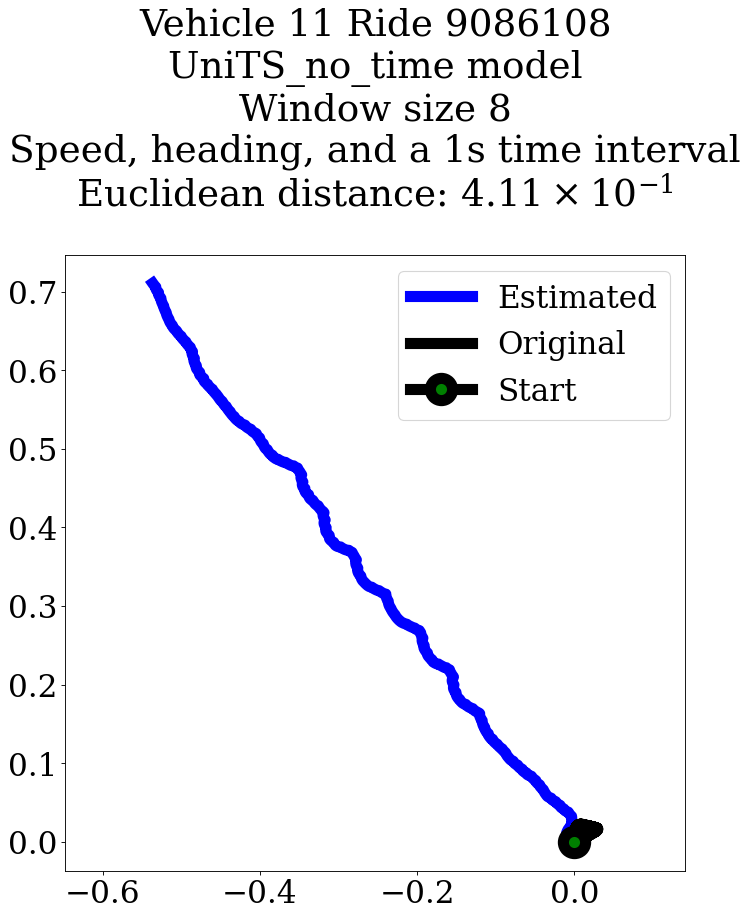 Vehicle 11 Ride 9086108
UniTS_no_time model
Window size 8
Speed, heading, and a 1s time interval
Euclidean distance: 4.11 × 10⁻¹
Estimated
Original
Start
0.7
0.6
0.5
0.4
0.3
0.2
0.1
0.0
−0.6 −0.4 −0.2 0.0